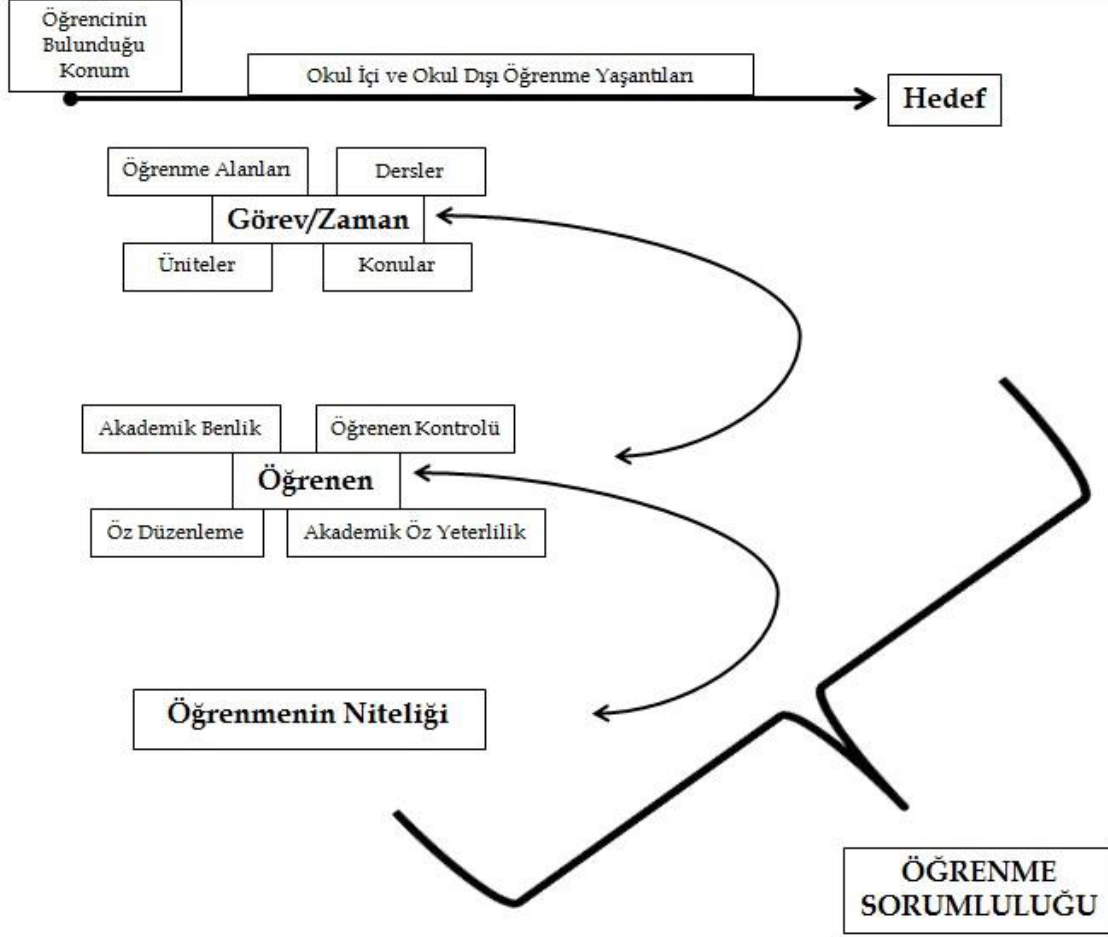 Öğrencinin
Bulunduğu
Konum
Okul İçi ve Okul Dışı Öğrenme Yaşantıları
Hedef
Öğrenme Alanları
Dersler
Görev/Zaman
Üniteler
Konular
Akademik Benlik
Öğrenen Kontrolü
Öğrenen
Öz Düzenleme
Akademik Öz Yeterlilik
Öğrenmenin Niteliği
ÖĞRENME
SORUMLULUĞU